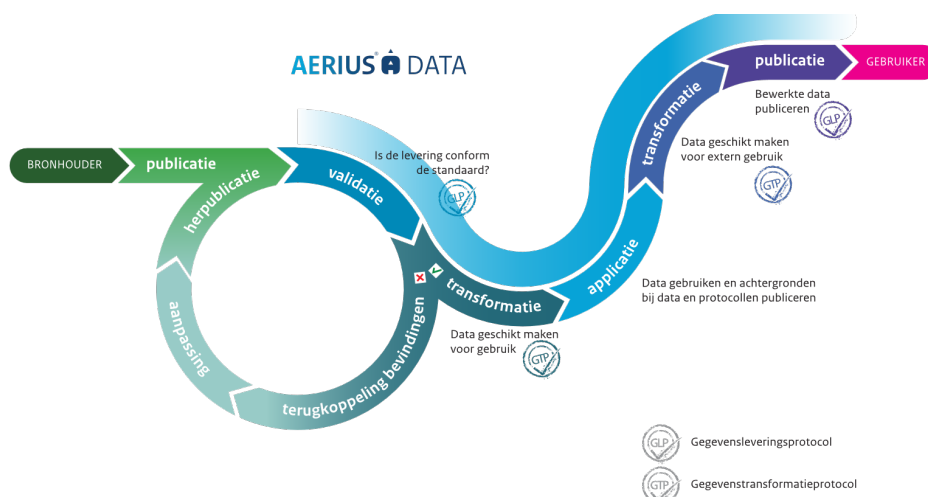 AERIUS® DATA
publicatie
GEBRUIKER
Bewerkte data
publiceren
GLP
transformatie
Data geschikt maken
voor extern gebruik
GTP
BRONHOUDER
publicatie
Is de levering conform
de standaard?
GLP
validatie
herpublicatie
applicatie
Data gebruiken en achtergronden
bij data en protocollen publiceren
transformatie
Data geschikt maken
voor gebruik
GTP
aanpassing
terugkoppeling bevindingen
GLP
Gegevensleveringsprotocol
GTP
Gegevenstransformatieprotocol